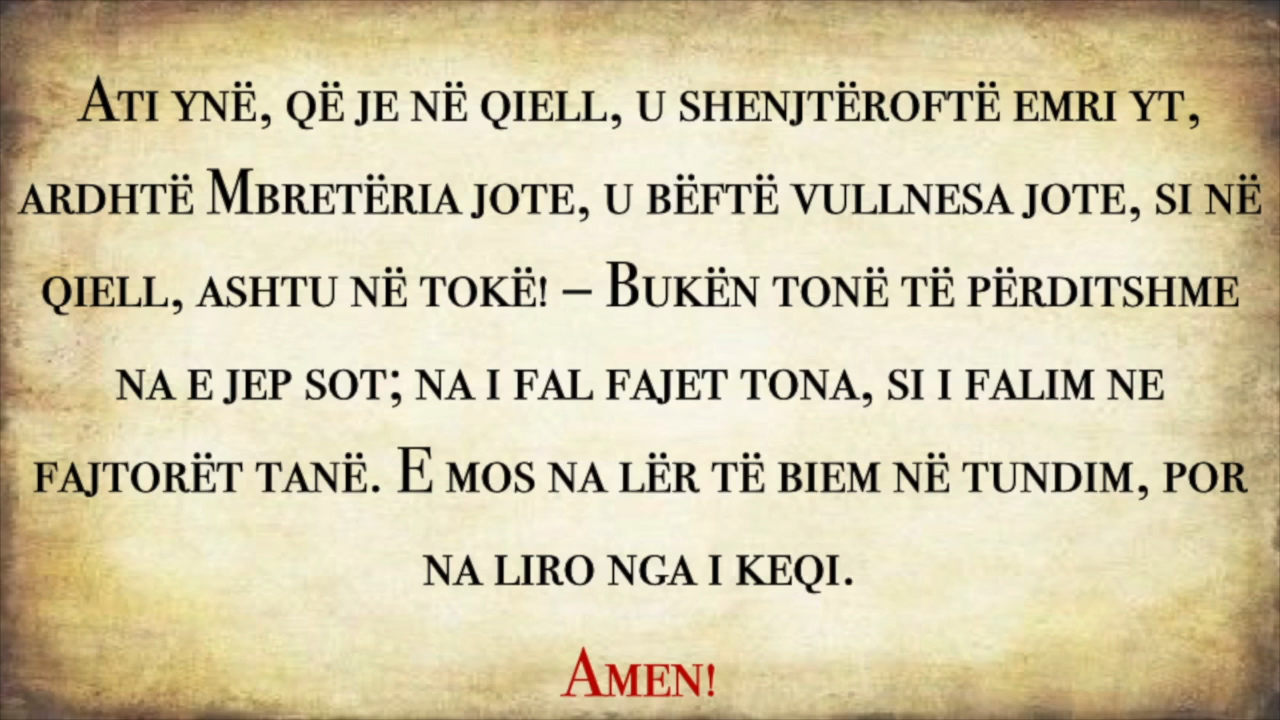 Ati ynë, që je në qiell, u shenjtëroftë emri yt,
ardhtë Mbretëria jote, u bëftë vullnesa jote, si në
qiell, ashtu në tokë! – Bukën tonë të përditshme
na e jep sot; na i fal fajet tona, si i falim ne
fajtorët tanë. E mos na lër të biem në tundim, por
na liro nga i keqi.
Amen!